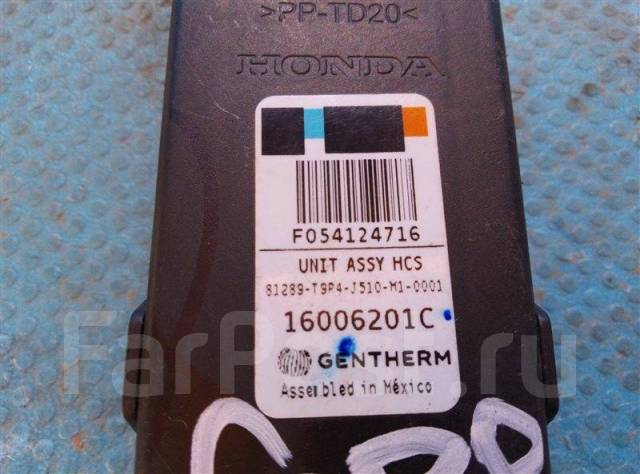 >PP-TD20<
HONDA
F054124716
UNIT ASSY HCS
81289-T9P4-J510-M1-0001
16006201C
GENTHERM
Assembled in México
FarPost.ru